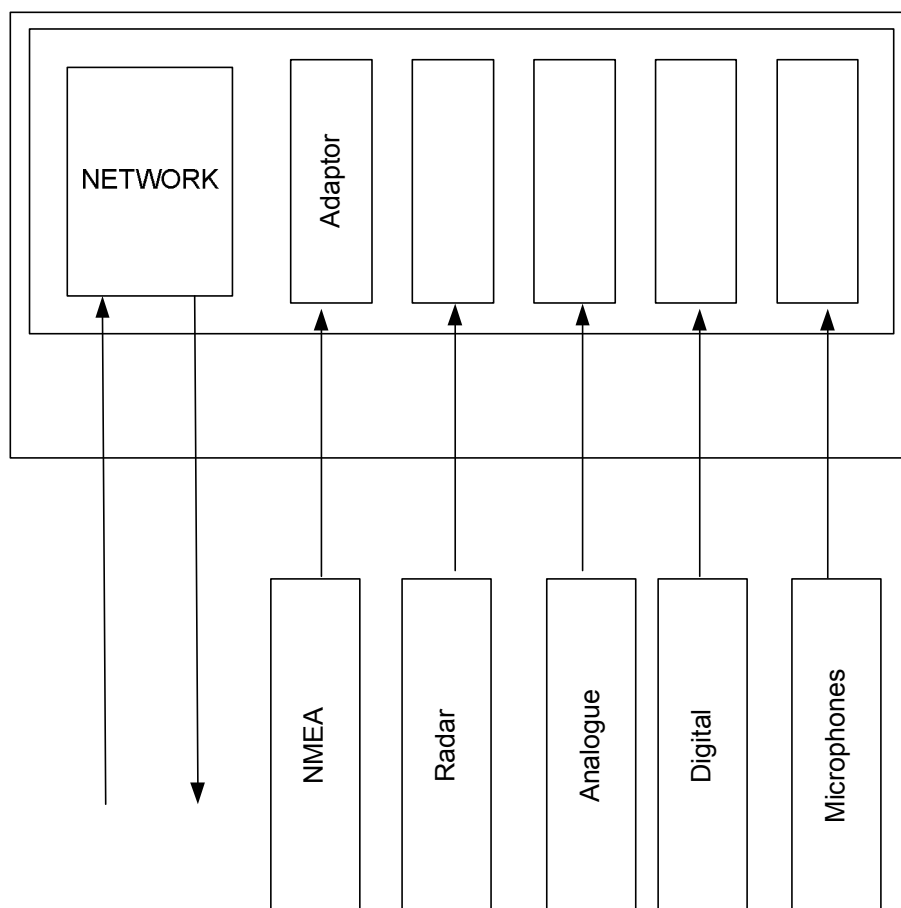 NETWORK
Adaptor
NMEA
Radar
Analogue
Digital
Microphones